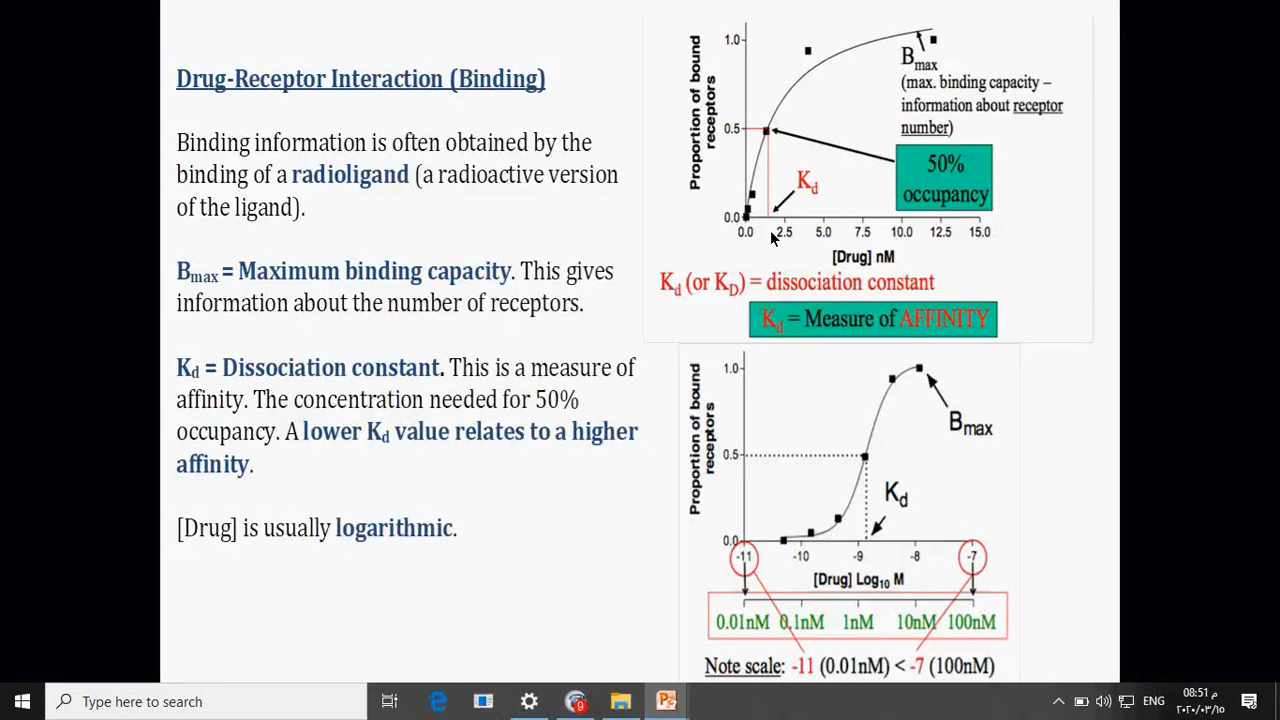 Drug-Receptor Interaction (Binding)
Binding information is often obtained by the
binding of a radioligand (a radioactive version
of the ligand).
Bmax = Maximum binding capacity. This gives
information about the number of receptors.
Kd = Dissociation constant. This is a measure of
affinity. The concentration needed for 50%
occupancy. A lower Kd value relates to a higher
affinity.
[Drug] is usually logarithmic.
Proportion of bound
receptors
1.0
0.5
0.0
Bmax
(max. binding capacity –
information about receptor
number)
50%
occupancy
Kd
0.0 2.5 5.0 7.5 10.0 12.5 15.0
[Drug] nM
Kd (or KD) = dissociation constant
Kd = Measure of AFFINITY
Proportion of bound
receptors
1.0
0.5
0.0
Bmax
Kd
-11 -10 -9 -8 -7
[Drug] Log10 M
0.01nM 0.1nM 1nM 10nM 100nM
Note scale: -11 (0.01nM) < -7 (100nM)
Type here to search
9
ENG
08:51 م
٢٠٢٠/٠٣/١٥